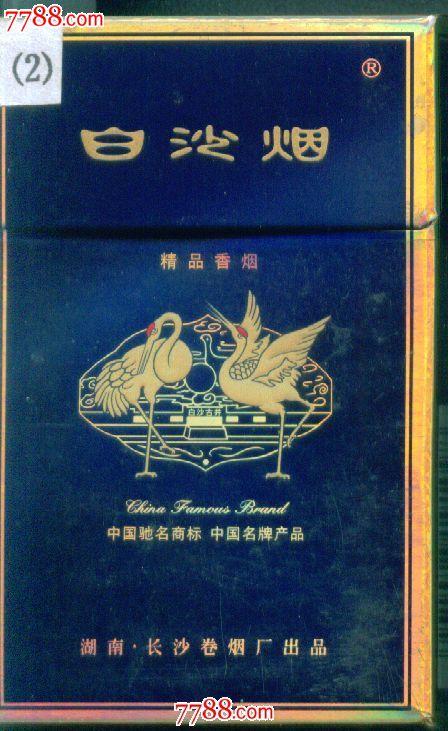 7788.com
(2)
®
白沙烟
精品香烟
白沙古井
China Famous Brand
中国驰名商标 中国名牌产品
湖南·长沙卷烟厂出品
7788.com